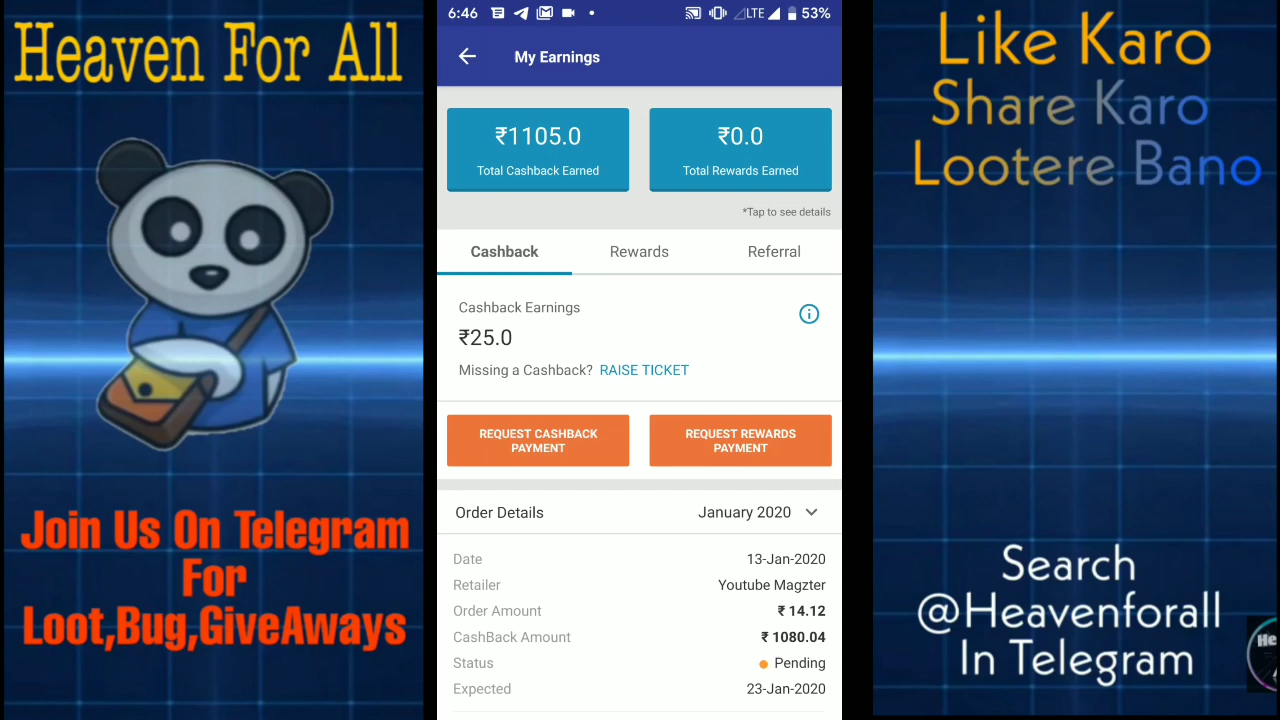 Heaven For All
Join Us On Telegram
For
Loot,Bug,GiveAways
6:46
LTE
53%
My Earnings
₹1105.0
Total Cashback Earned
₹0.0
Total Rewards Earned
*Tap to see details
Cashback
Rewards
Referral
Cashback Earnings
₹25.0
Missing a Cashback? RAISE TICKET
REQUEST CASHBACK
PAYMENT
REQUEST REWARDS
PAYMENT
Order Details
January 2020
Date
13-Jan-2020
Retailer
Youtube Magzter
Order Amount
₹ 14.12
CashBack Amount
₹ 1080.04
Status
Pending
Expected
23-Jan-2020
Like Karo
Share Karo
Lootere Bano
Search
@Heavenforall
In Telegram
He